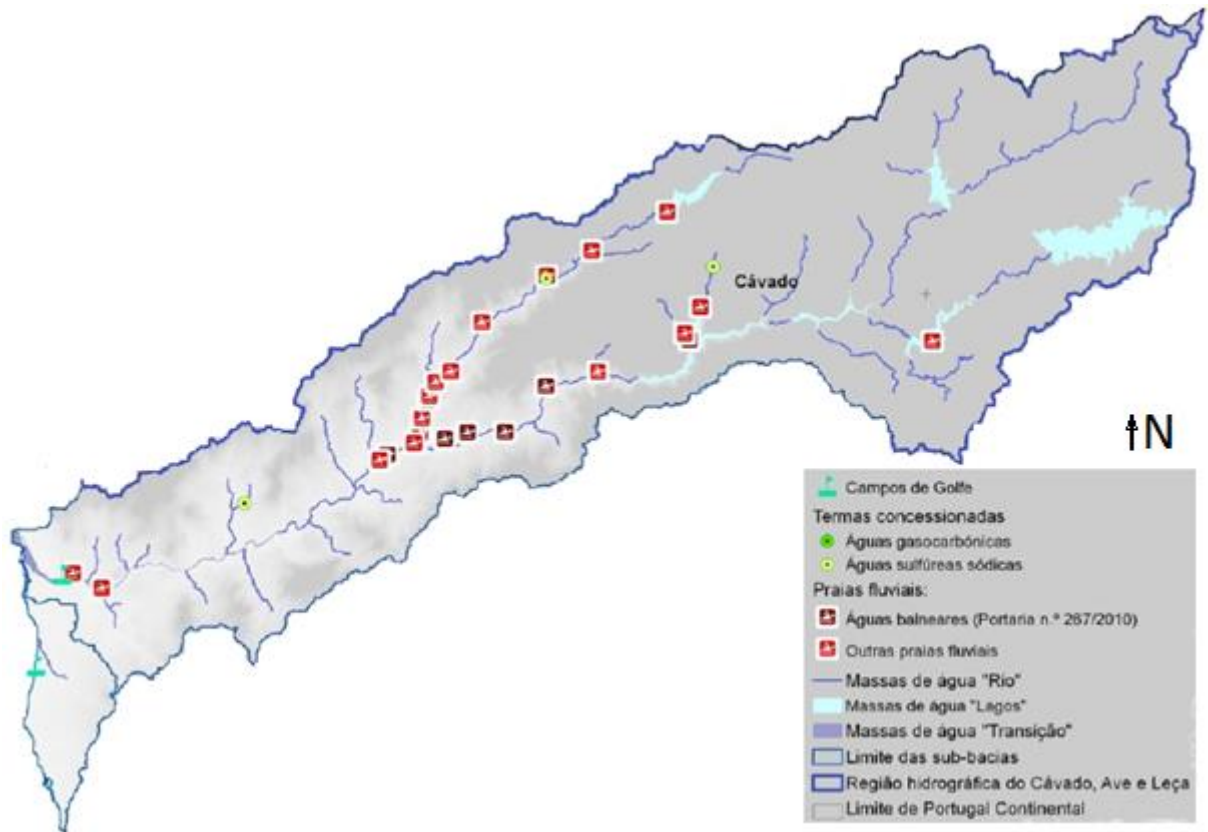 Cávado
N
Campos de Golfe
Termas concessionadas
Águas gasocarbónicas
Águas sulfúreas sódicas
Praias fluviais:
Águas balneares (Portaria n.º 267/2010)
Outras praias fluviais
Massas de água "Rio"
Massas de água "Lagos"
Massas de água "Transição"
Limite das sub-bacias
Região hidrográfica do Cávado, Ave e Leça
Limite de Portugal Continental